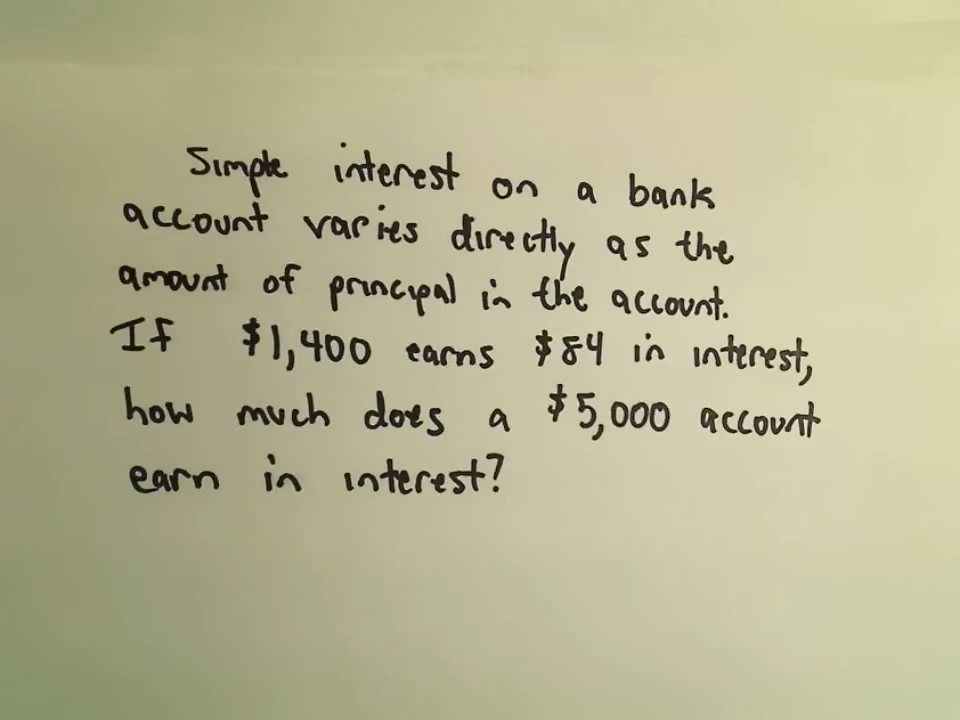 Simple interest on a bank
account varies directly as the
amount of principal in the account.
If $1,400 earns $84 in interest,
how much does a $5,000 account
earn in interest?